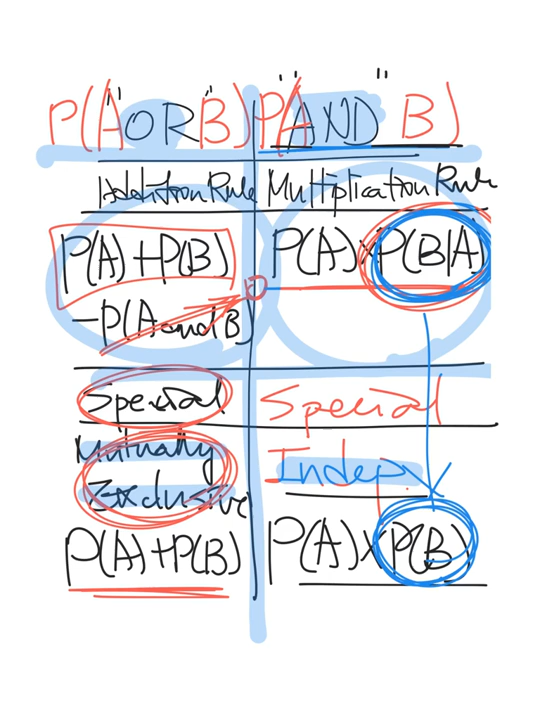 P(A "OR" B)
Addition Rule
P(A)+P(B)
-P(A and B)
Special
Mutually
Exclusive
P(A)+P(B)
P(A "AND" B)
Multiplication Rule
P(A)×P(B|A)
Special
Indep.
P(A)×P(B)